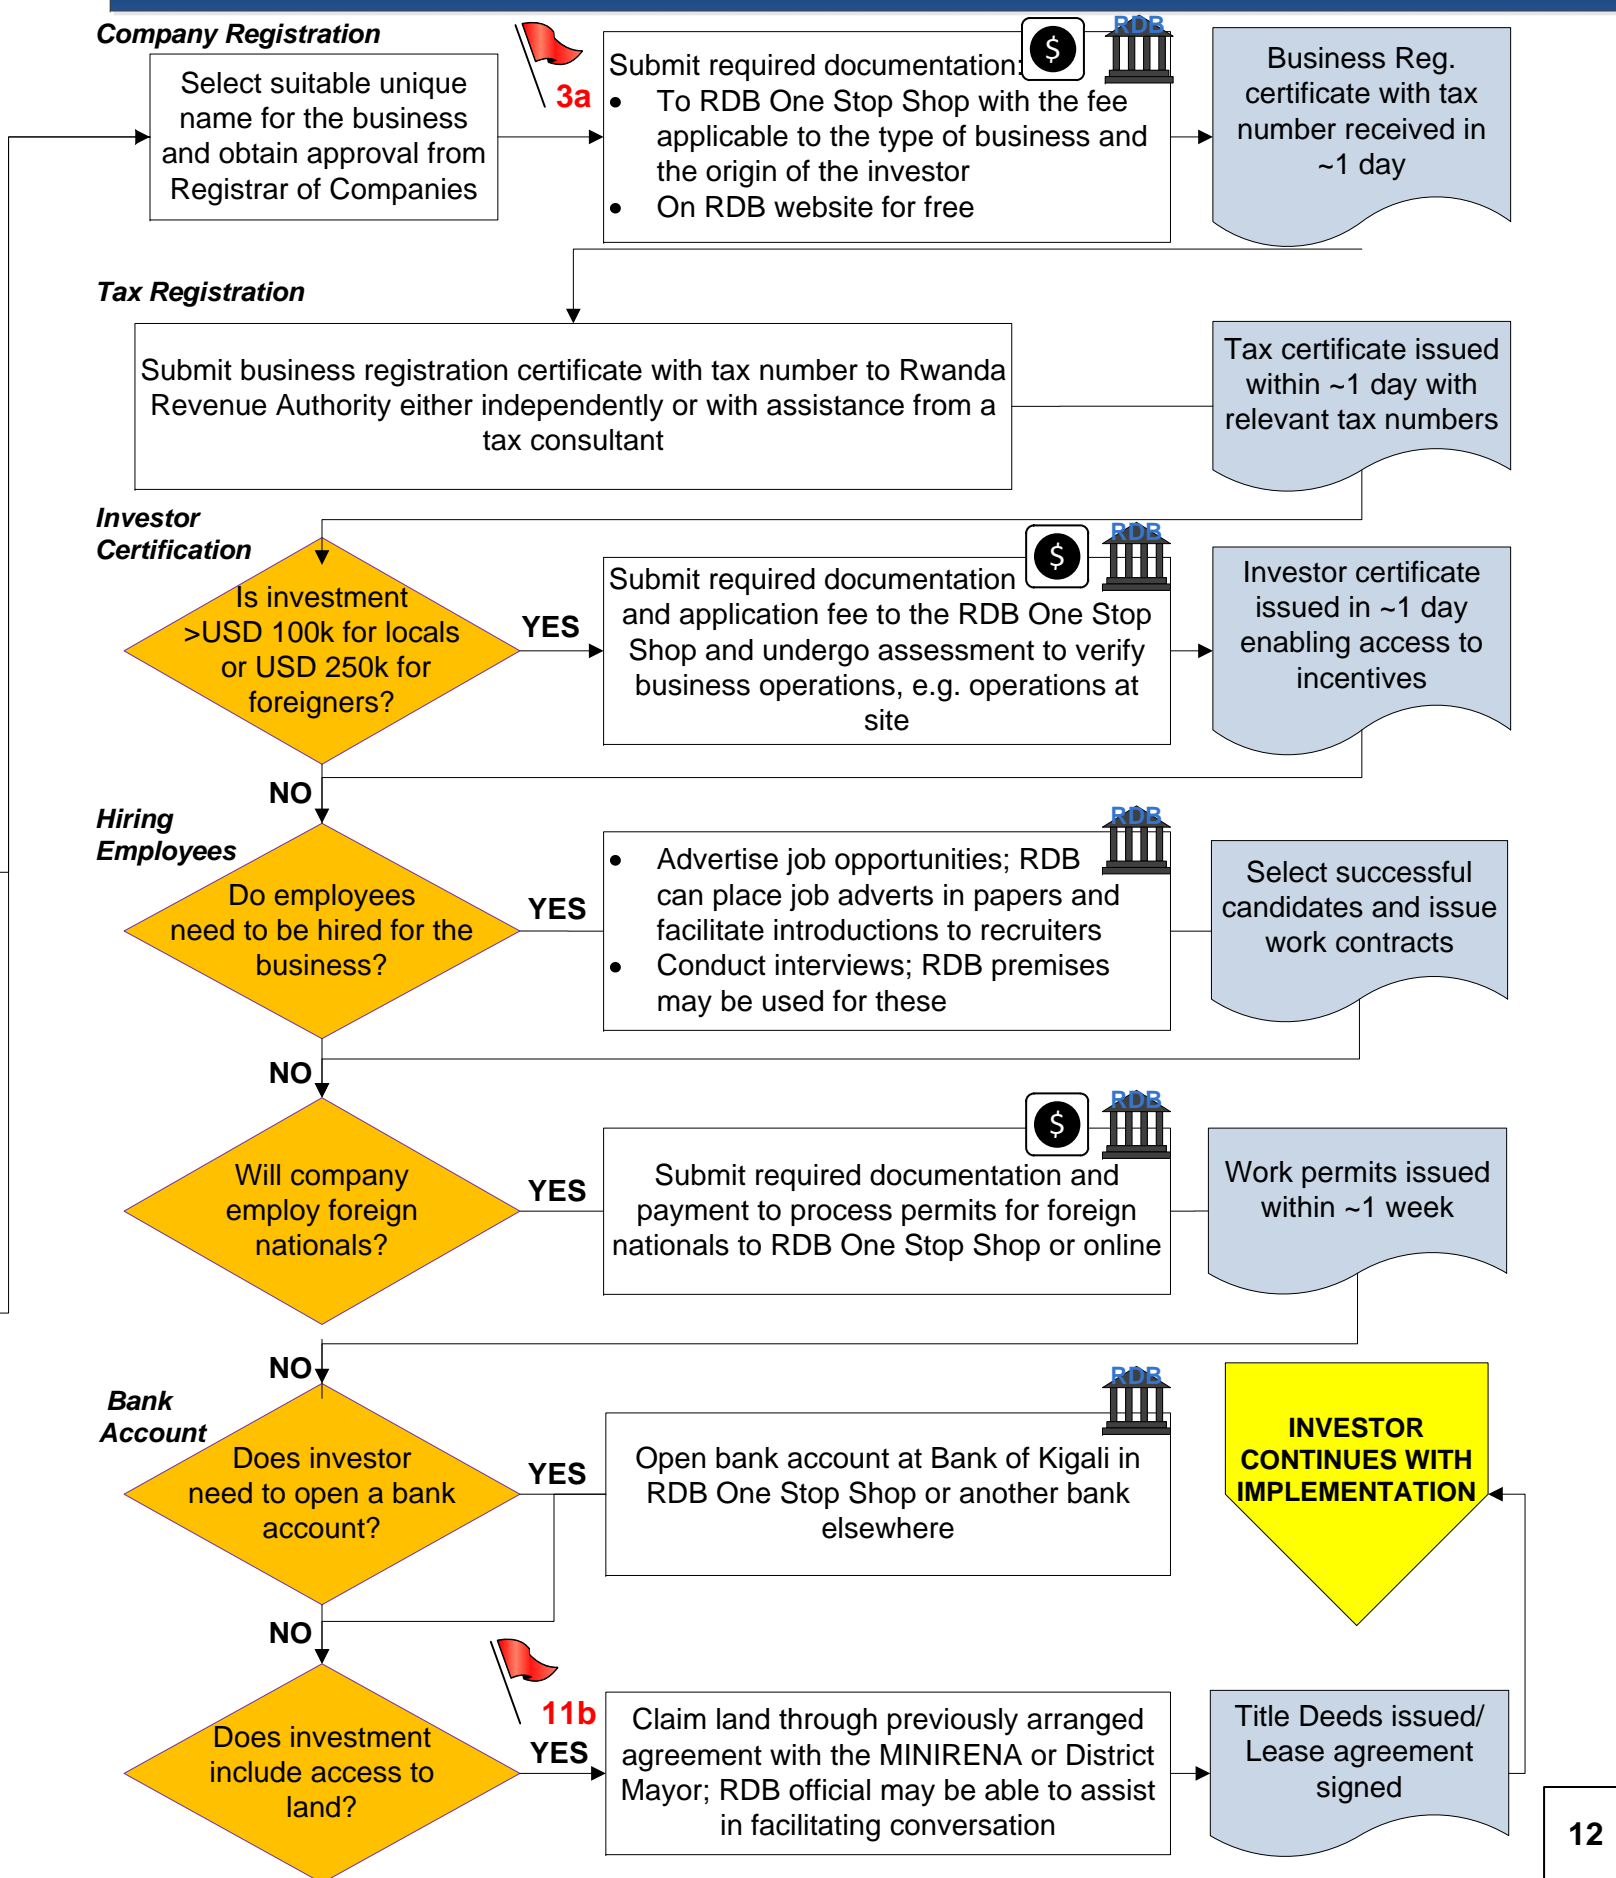 Company Registration
Select suitable unique
name for the business
and obtain approval from
Registrar of Companies
3a
$
RDB
Submit required documentation:
• To RDB One Stop Shop with the fee
applicable to the type of business and
the origin of the investor
• On RDB website for free
Business Reg.
certificate with tax
number received in
~1 day
Tax Registration
Submit business registration certificate with tax number to Rwanda
Revenue Authority either independently or with assistance from a
tax consultant
Tax certificate issued
within ~1 day with
relevant tax numbers
Investor
Certification
Is investment
>USD 100k for locals
or USD 250k for
foreigners?
YES
NO
$
RDB
Submit required documentation
and application fee to the RDB One Stop
Shop and undergo assessment to verify
business operations, e.g. operations at
site
Investor certificate
issued in ~1 day
enabling access to
incentives
Hiring
Employees
Do employees
need to be hired for the
business?
YES
NO
RDB
• Advertise job opportunities; RDB
can place job adverts in papers and
facilitate introductions to recruiters
• Conduct interviews; RDB premises
may be used for these
Select successful
candidates and issue
work contracts
Will company
employ foreign
nationals?
YES
NO
$
RDB
Submit required documentation and
payment to process permits for foreign
nationals to RDB One Stop Shop or online
Work permits issued
within ~1 week
Bank
Account
Does investor
need to open a bank
account?
YES
NO
RDB
Open bank account at Bank of Kigali in
RDB One Stop Shop or another bank
elsewhere
INVESTOR
CONTINUES WITH
IMPLEMENTATION
Does investment
include access to
land?
11b
YES
Claim land through previously arranged
agreement with the MINIRENA or District
Mayor; RDB official may be able to assist
in facilitating conversation
Title Deeds issued/
Lease agreement
signed
12